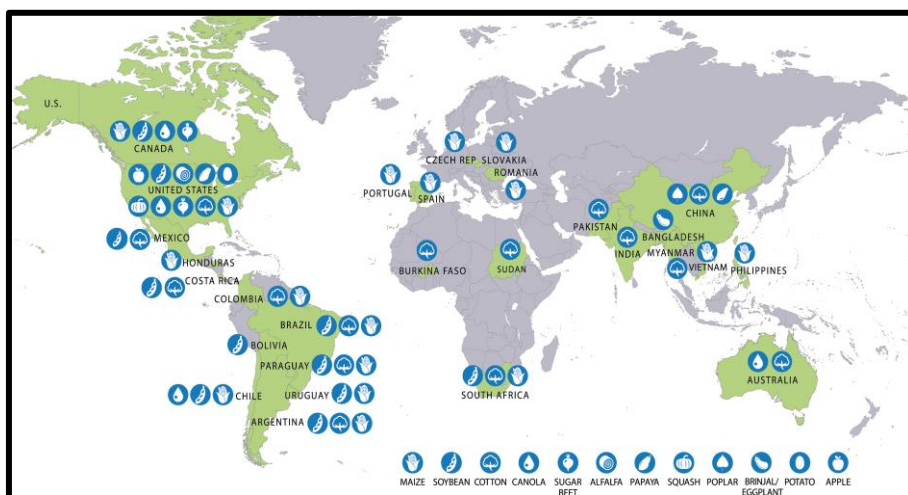 U.S.
CANADA
UNITED STATES
MEXICO
HONDURAS
COSTA RICA
COLOMBIA
BRAZIL
BOLIVIA
PARAGUAY
CHILE
URUGUAY
ARGENTINA
CZECH REP
SLOVAKIA
ROMANIA
PORTUGAL
SPAIN
BURKINA FASO
SUDAN
SOUTH AFRICA
PAKISTAN
INDIA
CHINA
BANGLADESH
MYANMAR
VIETNAM
PHILIPPINES
AUSTRALIA
MAIZE
SOYBEAN
COTTON
CANOLA
SUGAR
BEET
ALFALFA
PAPAYA
SQUASH
POPLAR
BRINJAL/
EGGPLANT
POTATO
APPLE